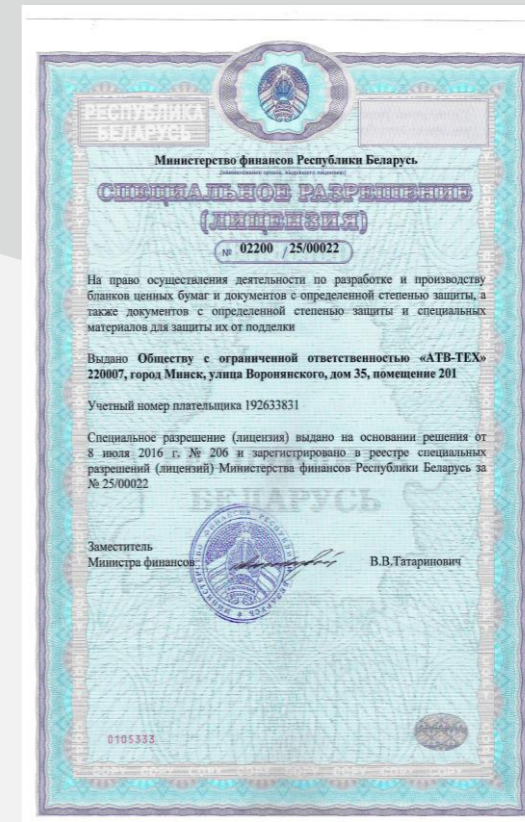 РЕСПУБЛИКА
БЕЛАРУСЬ
Министерство финансов Республики Беларусь
(наименование органа, выдавшего лицензию)
СПЕЦИАЛЬНОЕ РАЗРЕШЕНИЕ
(ЛИЦЕНЗИЯ)
№ 02200 / 25/00022
На право осуществления деятельности по разработке и производству
бланков ценных бумаг и документов с определенной степенью защиты, а
также документов с определенной степенью защиты и специальных
материалов для защиты их от подделки
Выдано Обществу с ограниченной ответственностью «АТВ-ТЕХ»
220007, город Минск, улица Воронянского, дом 35, помещение 201
Учетный номер плательщика 192633831
Специальное разрешение (лицензия) выдано на основании решения от
8 июля 2016 г. № 206 и зарегистрировано в реестре специальных
разрешений (лицензий) Министерства финансов Республики Беларусь за
№ 25/00022
БЕЛАРУСЬ
Заместитель
Министра финансов
В.В.Татаринович
0105333